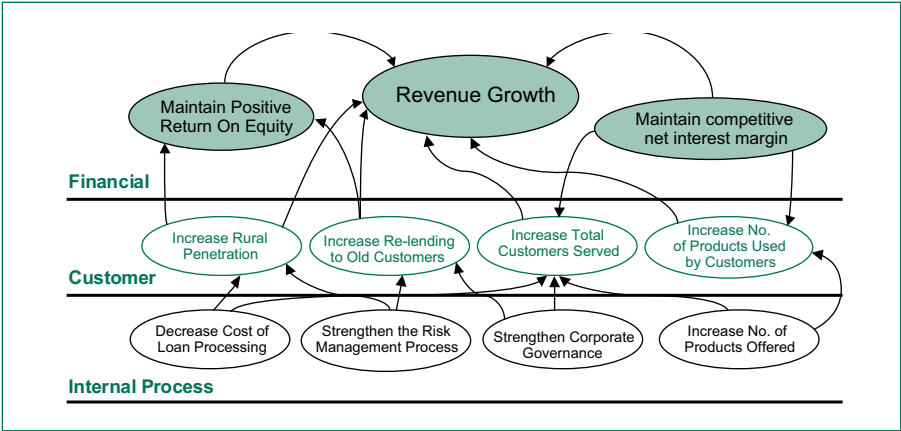 Revenue Growth
Maintain Positive
Return On Equity
Maintain competitive
net interest margin
Financial
Increase Rural
Penetration
Increase Re-lending
to Old Customers
Increase Total
Customers Served
Increase No.
of Products Used
by Customers
Customer
Decrease Cost of
Loan Processing
Strengthen the Risk
Management Process
Strengthen Corporate
Governance
Increase No. of
Products Offered
Internal Process